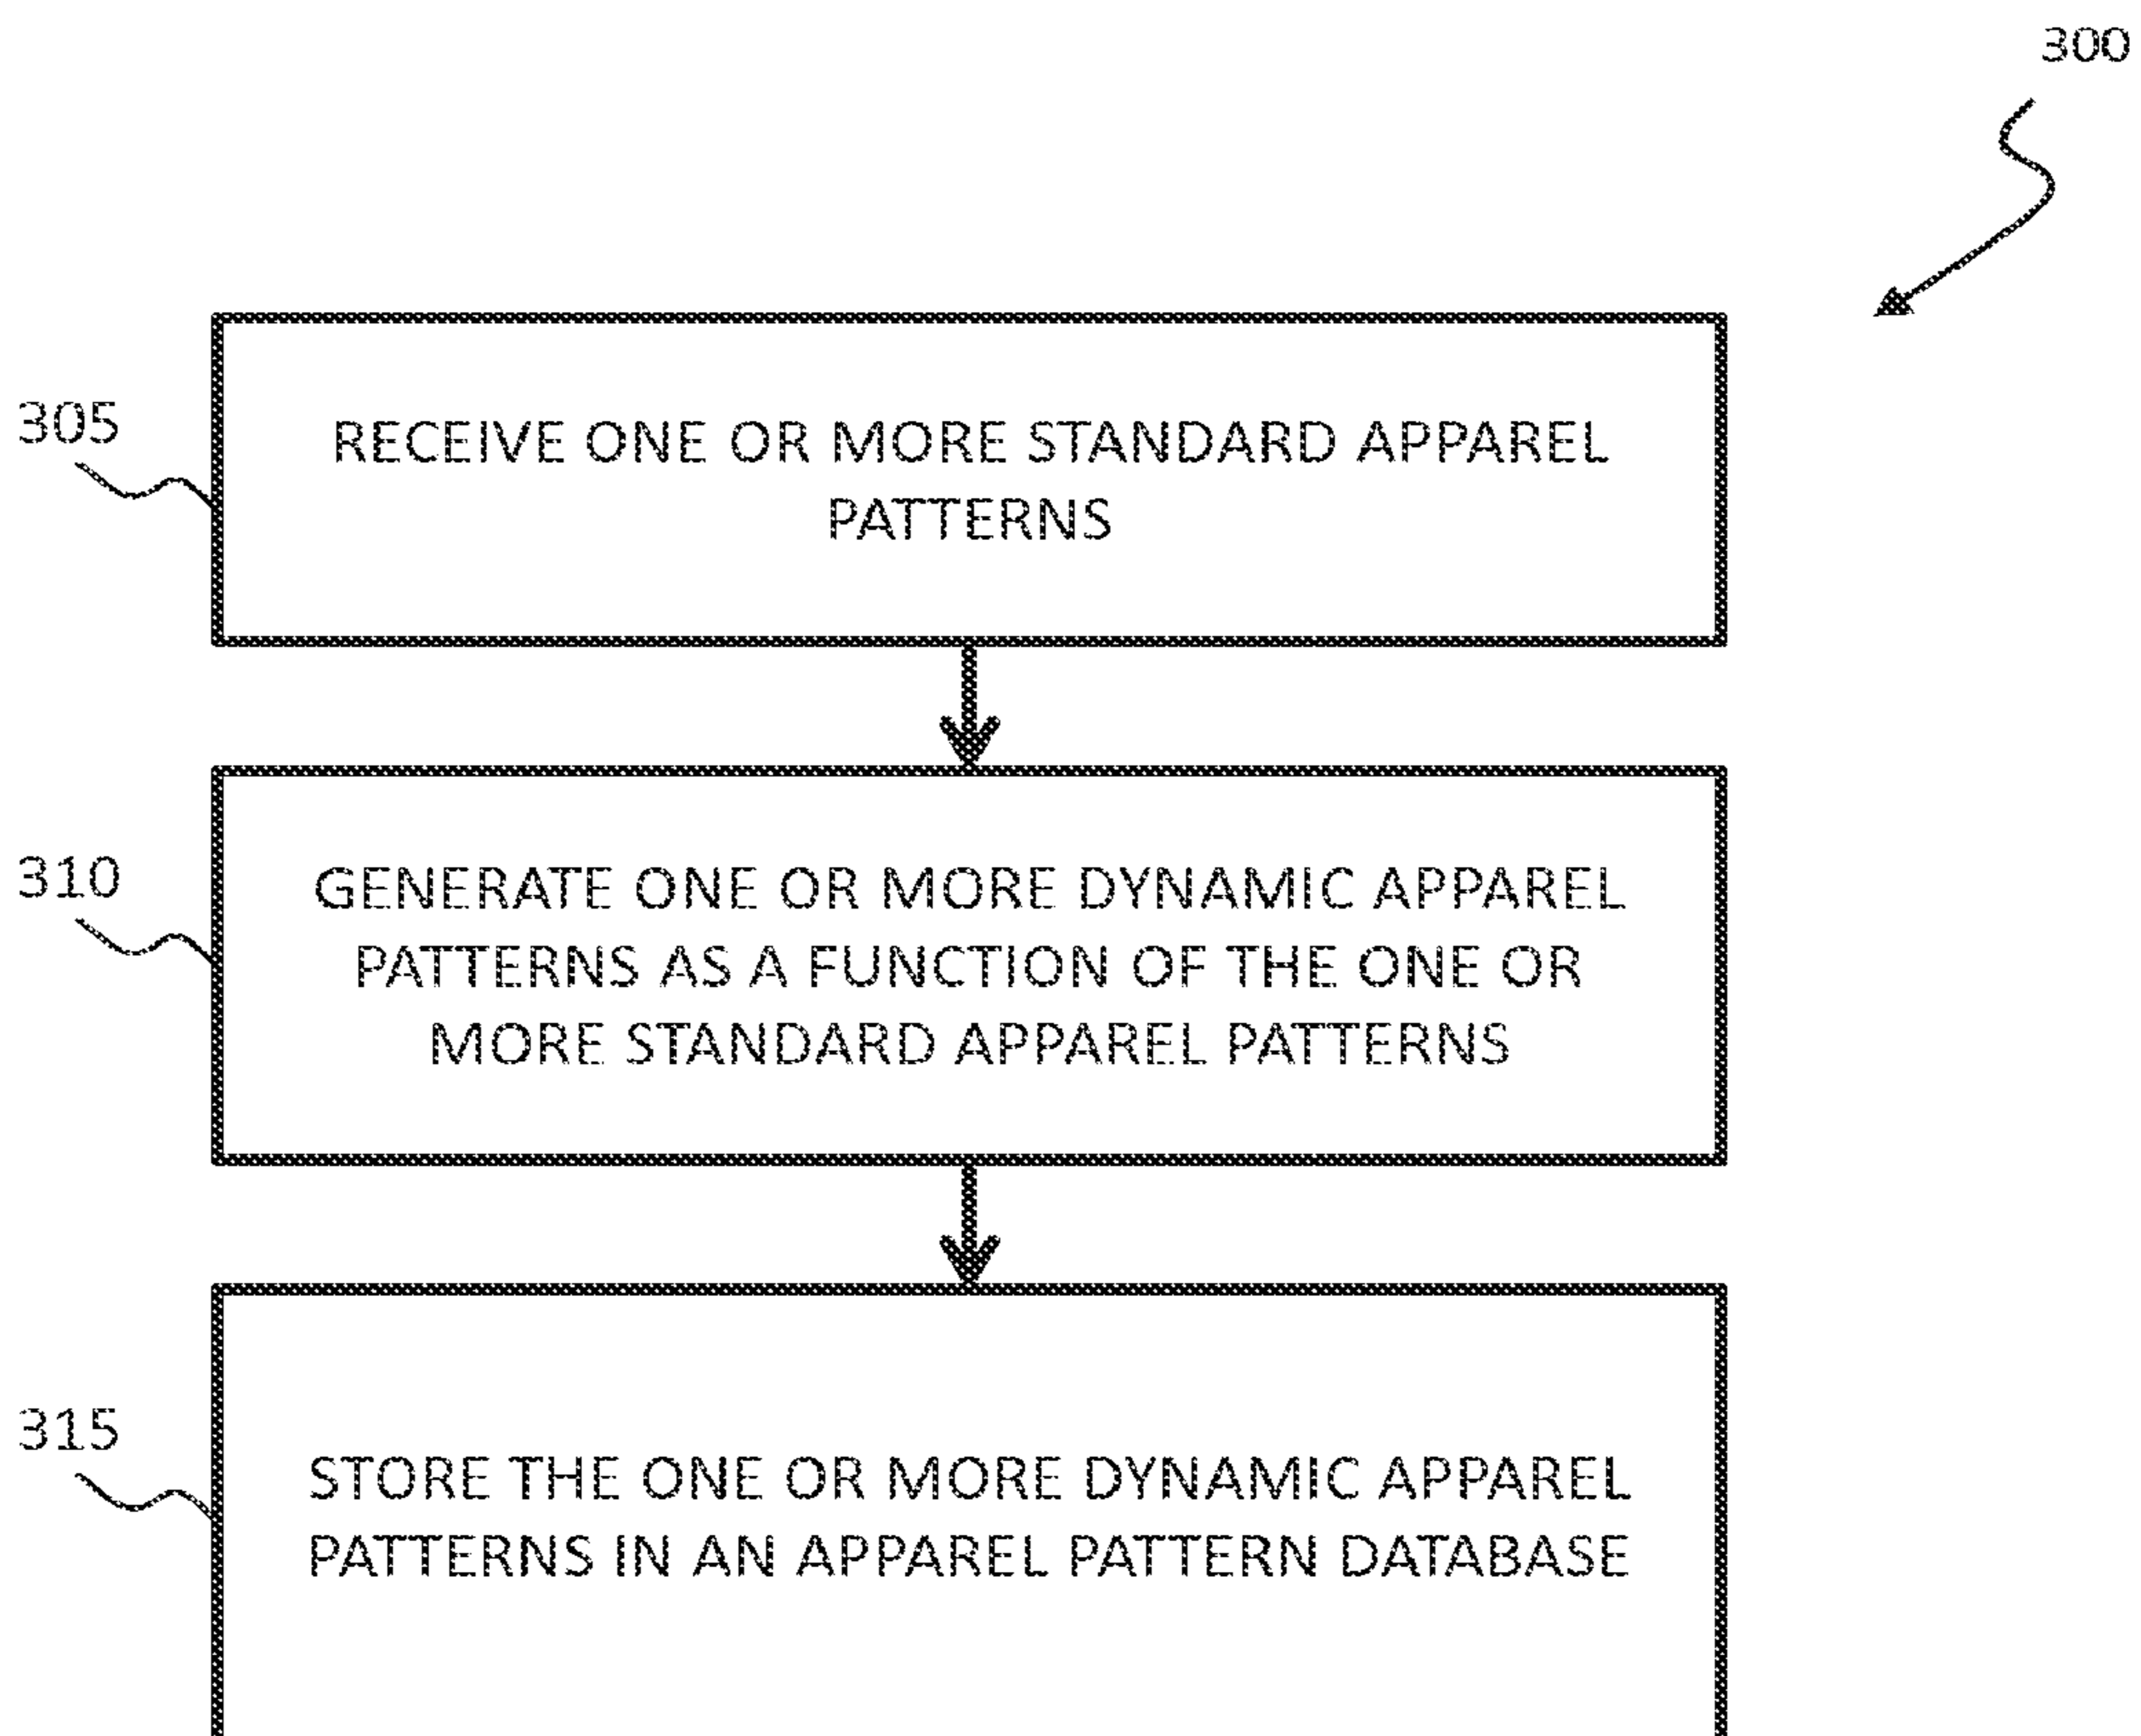 300
305
RECEIVE ONE OR MORE STANDARD APPAREL
PATTERNS
310
GENERATE ONE OR MORE DYNAMIC APPAREL
PATTERNS AS A FUNCTION OF THE ONE OR
MORE STANDARD APPAREL PATTERNS
315
STORE THE ONE OR MORE DYNAMIC APPAREL
PATTERNS IN AN APPAREL PATTERN DATABASE